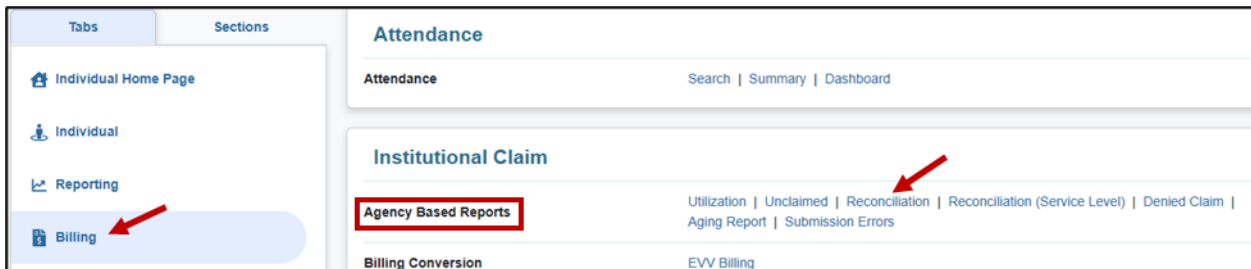 Tabs Sections
Individual Home Page
Individual
Reporting
Billing
Attendance
Attendance Search | Summary | Dashboard
Institutional Claim
Agency Based Reports Utilization | Unclaimed | Reconciliation | Reconciliation (Service Level) | Denied Claim |
Aging Report | Submission Errors
Billing Conversion EVV Billing